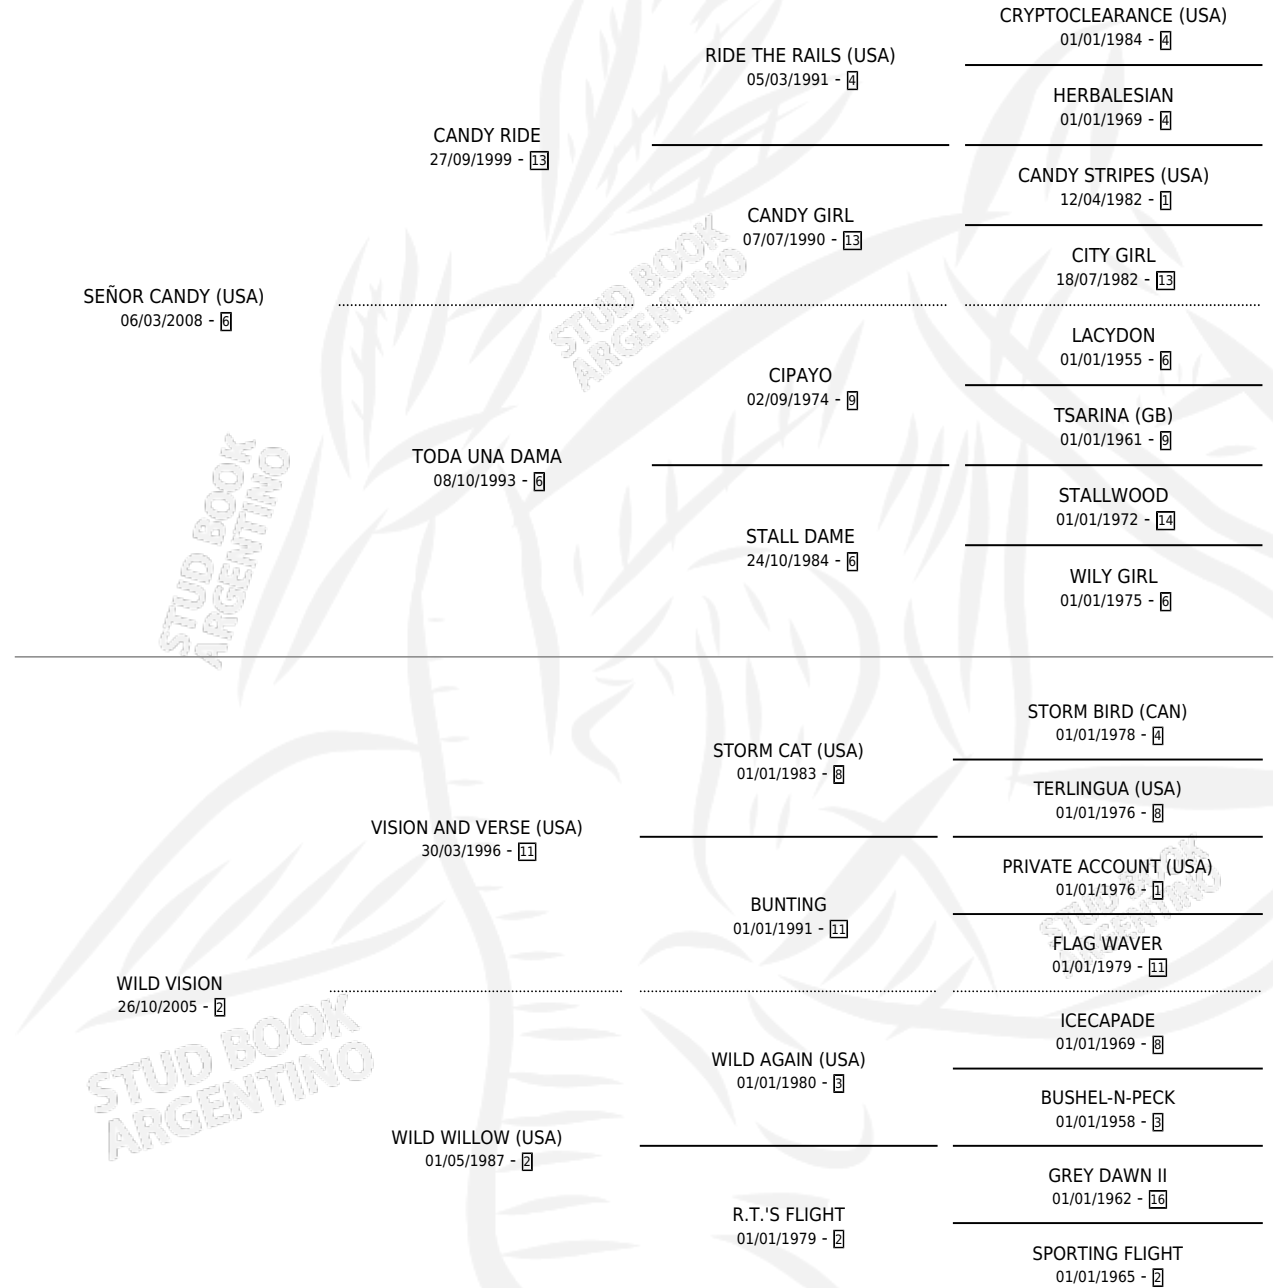 CRYPTOCLEARANCE (USA)
01/01/1984 - 4
RIDE THE RAILS (USA)
05/03/1991 - 4
HERBALESIAN
01/01/1969 - 4
CANDY RIDE
27/09/1999 - 13
CANDY STRIPES (USA)
12/04/1982 - 1
CANDY GIRL
07/07/1990 - 13
CITY GIRL
18/07/1982 - 13
SEÑOR CANDY (USA)
06/03/2008 - 6
STUD BOOK
ARGENTINO
LACYDON
01/01/1955 - 6
CIPAYO
02/09/1974 - 9
TSARINA (GB)
01/01/1961 - 9
TODA UNA DAMA
08/10/1993 - 6
STALLWOOD
01/01/1972 - 14
STALL DAME
24/10/1984 - 6
WILY GIRL
01/01/1975 - 6
STUD BOOK
ARGENTINO
STORM BIRD (CAN)
01/01/1978 - 4
STORM CAT (USA)
01/01/1983 - 8
TERLINGUA (USA)
01/01/1976 - 8
VISION AND VERSE (USA)
30/03/1996 - 11
PRIVATE ACCOUNT (USA)
01/01/1976 - 1
BUNTING
01/01/1991 - 11
STUD BOOK
ARGENTINO
FLAG WAVER
01/01/1979 - 11
WILD VISION
26/10/2005 - 2
ICECAPADE
01/01/1969 - 8
WILD AGAIN (USA)
01/01/1980 - 3
STUD BOOK
ARGENTINO
BUSHEL-N-PECK
01/01/1958 - 3
WILD WILLOW (USA)
01/05/1987 - 2
GREY DAWN II
01/01/1962 - 16
R.T.'S FLIGHT
01/01/1979 - 2
SPORTING FLIGHT
01/01/1965 - 2